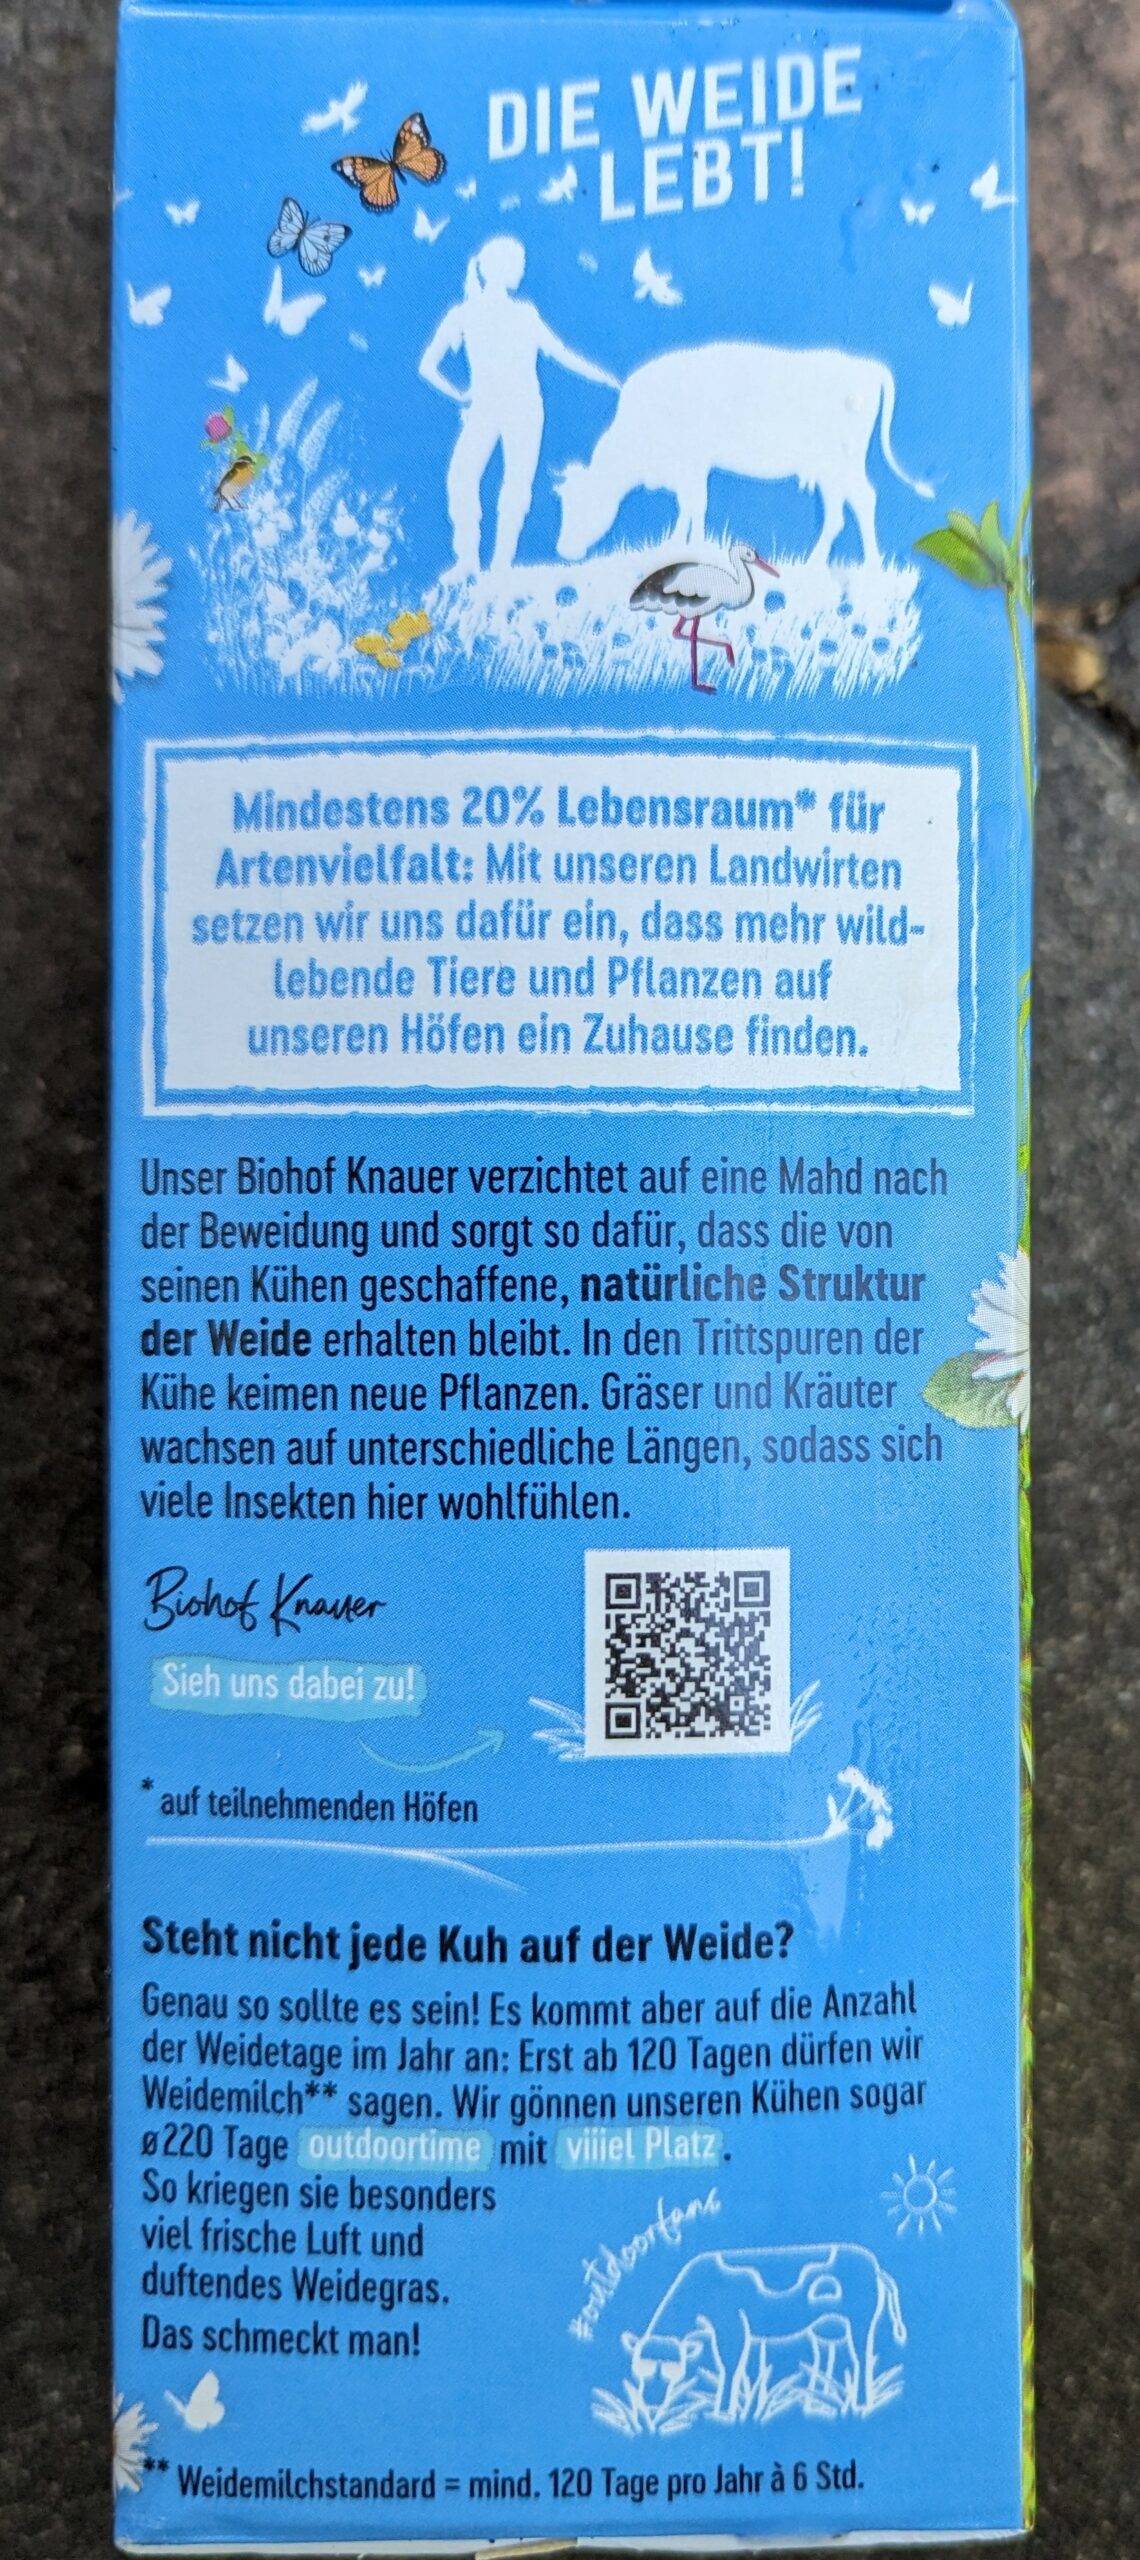 DIE WEIDE
LEBT!
Mindestens 20% Lebensraum* für
Artenvielfalt: Mit unseren Landwirten
setzen wir uns dafür ein, dass mehr wild-
lebende Tiere und Pflanzen auf
unseren Höfen ein Zuhause finden.
Unser Biohof Knauer verzichtet auf eine Mahd nach
der Beweidung und sorgt so dafür, dass die von
seinen Kühen geschaffene, natürliche Struktur
der Weide erhalten bleibt. In den Trittspuren der
Kühe keimen neue Pflanzen. Gräser und Kräuter
wachsen auf unterschiedliche Längen, sodass sich
viele Insekten hier wohlfühlen.
Biohof Knauer
Sieh uns dabei zu!
* auf teilnehmenden Höfen
Steht nicht jede Kuh auf der Weide?
Genau so sollte es sein! Es kommt aber auf die Anzahl
der Weidetage im Jahr an: Erst ab 120 Tagen dürfen wir
Weidemilch** sagen. Wir gönnen unseren Kühen sogar
ø220 Tage outdoortime mit viiiel Platz.
So kriegen sie besonders
viel frische Luft und
duftendes Weidegras.
Das schmeckt man!
#outdoorfans
** Weidemilchstandard = mind. 120 Tage pro Jahr à 6 Std.